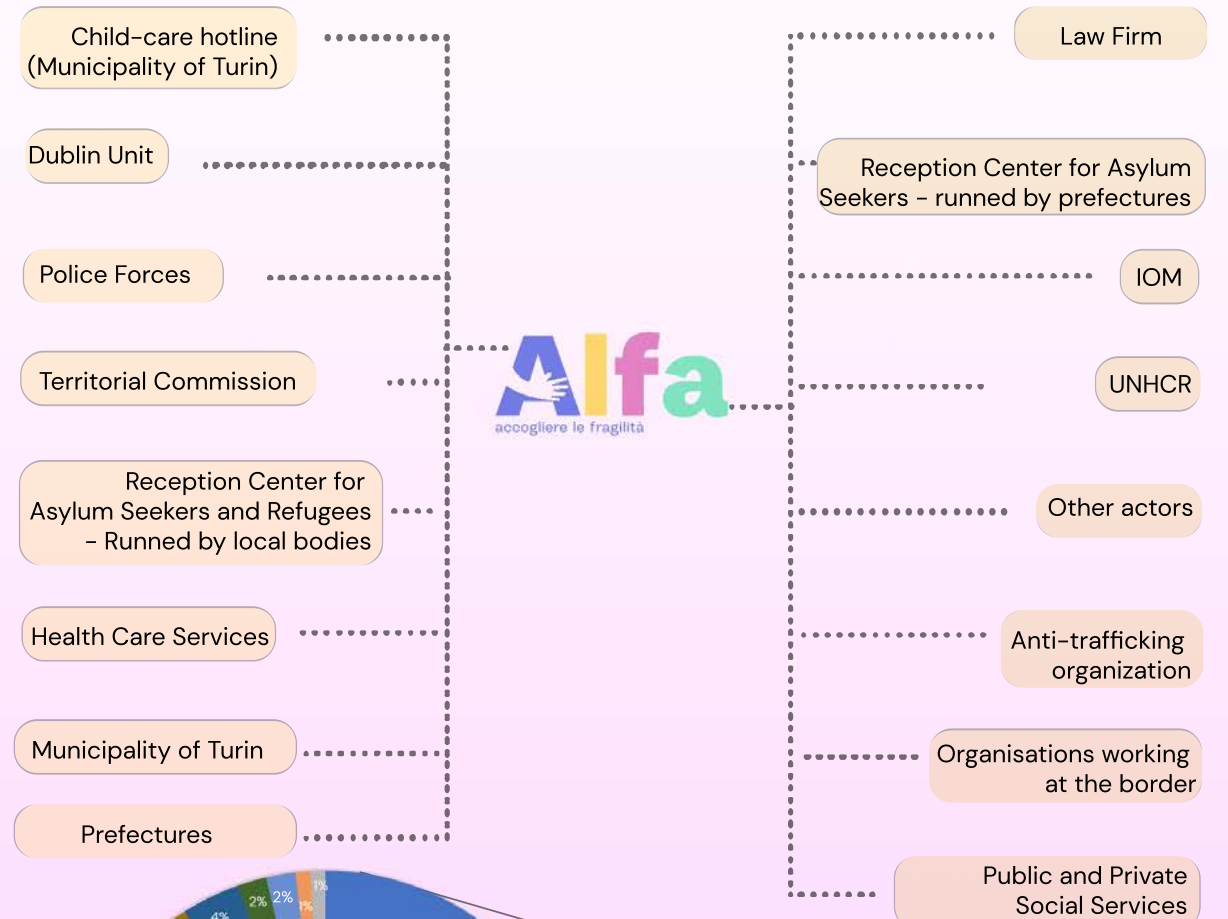 Child-care hotline
(Municipality of Turin)
Dublin Unit
Police Forces
Territorial Commission
Reception Center for
Asylum Seekers and Refugees
- Runned by local bodies
Health Care Services
Municipality of Turin
Prefectures
Alfa
accogliere le fragilità
Law Firm
Reception Center for Asylum
Seekers - runned by prefectures
IOM
UNHCR
Other actors
Anti-trafficking
organization
Organisations working
at the border
Public and Private
Social Services
4%
2%
2%
1%
1%